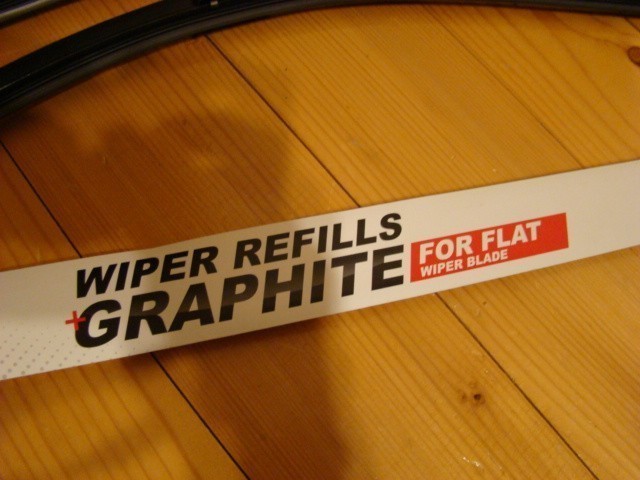 WIPER REFILLS
+GRAPHITE
FOR FLAT
WIPER BLADE